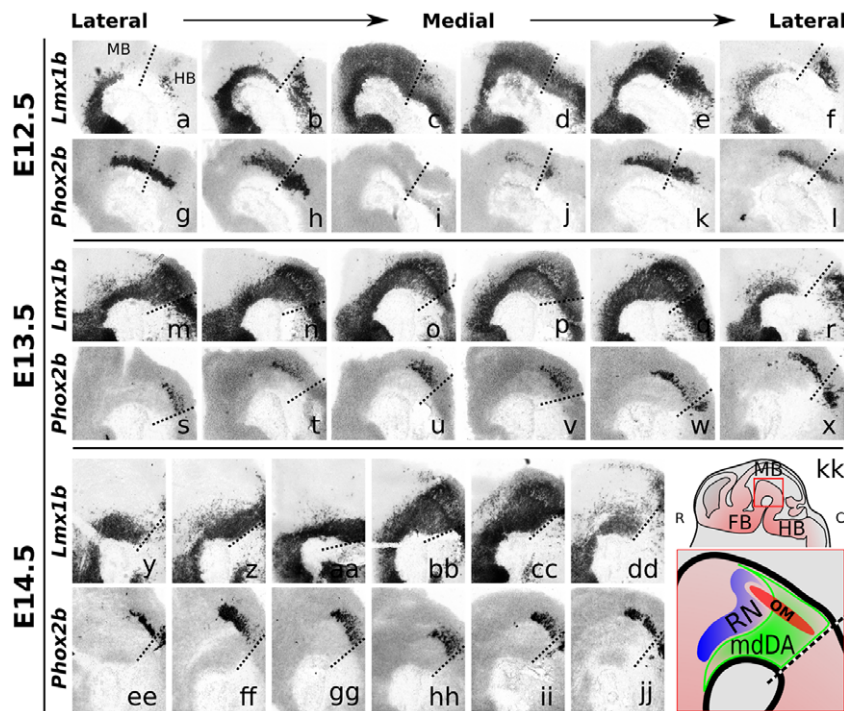 Lateral Medial Lateral
E12.5
Lmx1b
MB HB a b c d e f
Phox2b
g h i j k l
E13.5
Lmx1b
m n o p q r
Phox2b
s t u v w x
E14.5
Lmx1b
y z aa bb cc dd
Phox2b
ee ff gg hh ii jj
kk
MB
R FB HB C
RN OM
mdDA